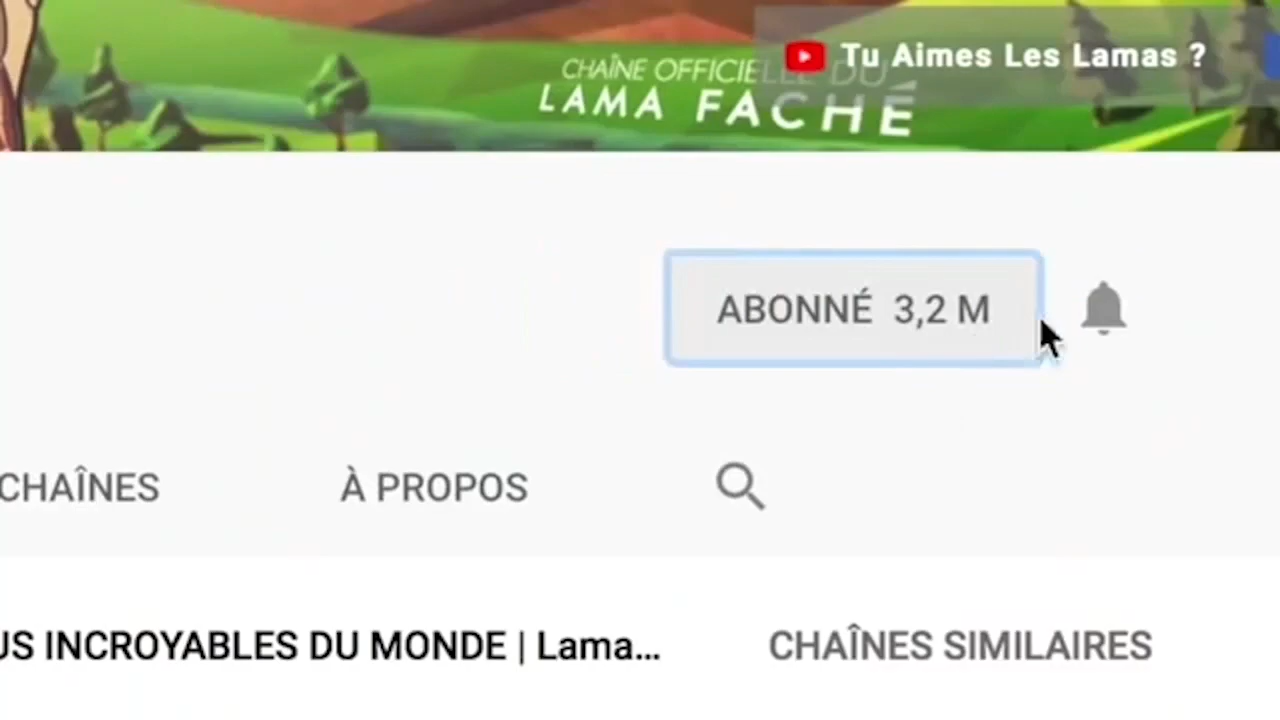 Tu Aimes Les Lamas ?
CHAÎNE OFFICIELLE DU
LAMA FACHÉ
ABONNÉ 3,2 M
CHAÎNES
À PROPOS
US INCROYABLES DU MONDE | Lama...
CHAÎNES SIMILAIRES